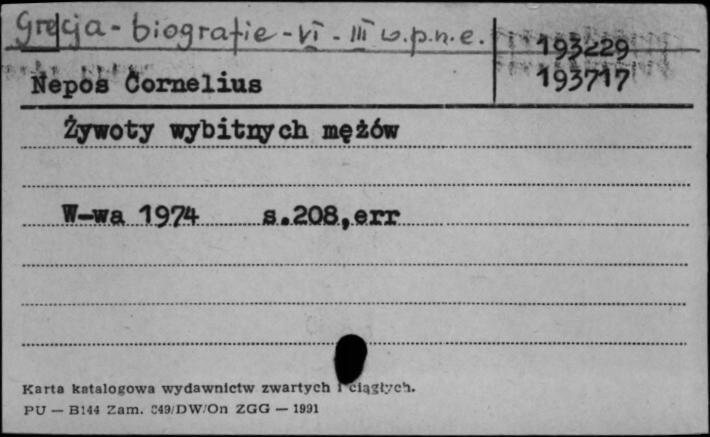 Grecja - biografie - VI - III w.p.n.e.
193229
Nepos Cornelius
193717
Żywoty wybitnych mężów
W-wa 1974 s.208,err
Karta katalogowa wydawnictw zwartych i ciągłych.
PU — B144 Zam. 349/DW/On ZGG — 1991